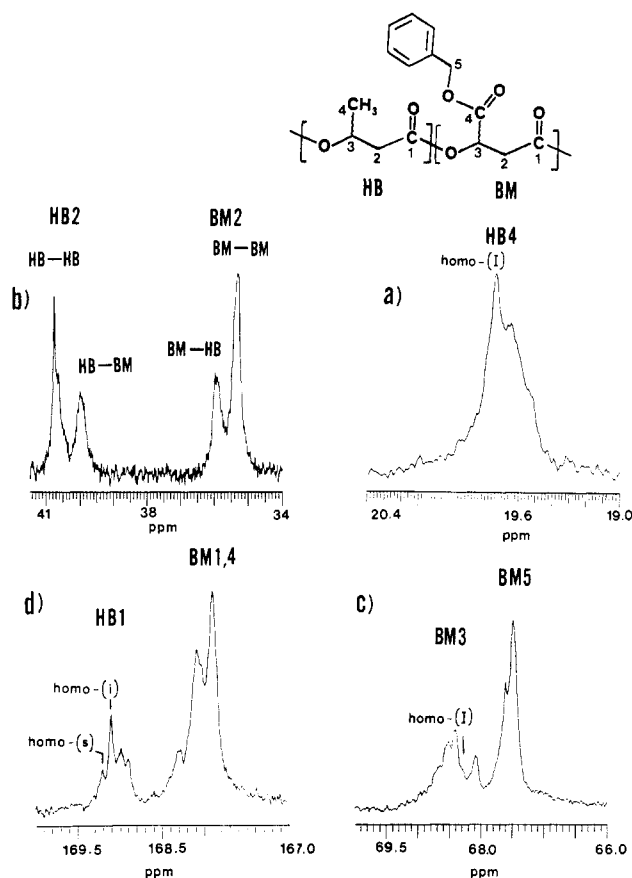 5
O
O
4 C
4 CH₃
O
O
O
C
O
C
O
3
2
1
3
2
1
HB
BM
HB2
BM2
HB—HB
BM—BM
HB4
homo-(I)
b)
a)
HB—BM
BM—HB
41
38
34
ppm
20.4
19.6
19.0
ppm
BM1,4
BM5
d)
HB1
c)
BM3
homo-(i)
homo-(s)
homo-(I)
169.5
168.5
167.0
ppm
69.5
68.0
66.0
ppm